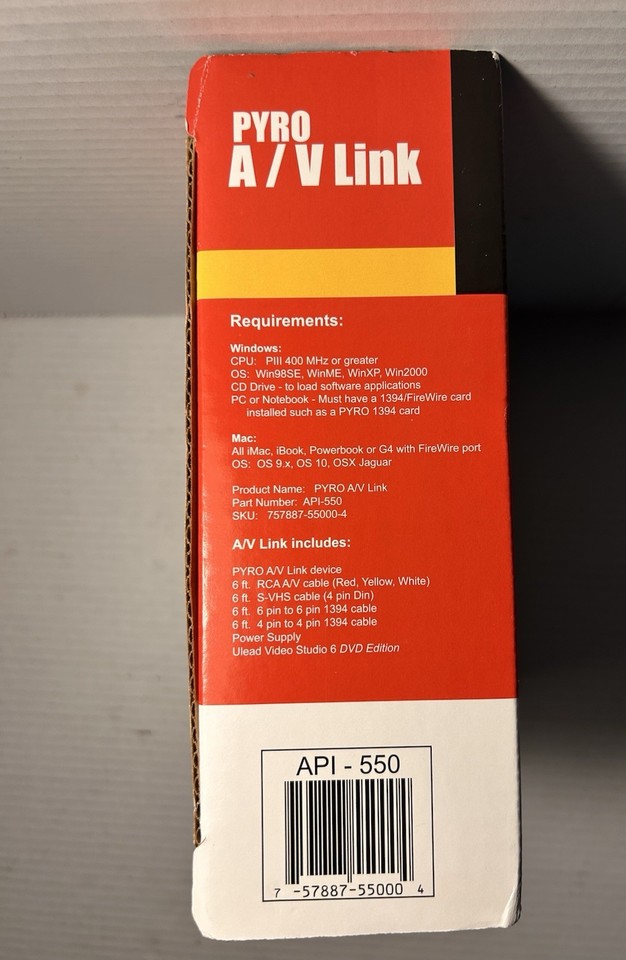 PYRO
A / V Link
Requirements:
Windows:
CPU: PIII 400 MHz or greater
OS: Win98SE, WinME, WinXP, Win2000
CD Drive - to load software applications
PC or Notebook - Must have a 1394/FireWire card
installed such as a PYRO 1394 card
Mac:
All iMac, iBook, Powerbook or G4 with FireWire port
OS: OS 9.x, OS 10, OSX Jaguar
Product Name: PYRO A/V Link
Part Number: API-550
SKU: 757887-55000-4
A/V Link includes:
PYRO A/V Link device
6 ft. RCA A/V cable (Red, Yellow, White)
6 ft. S-VHS cable (4 pin Din)
6 ft. 6 pin to 6 pin 1394 cable
6 ft. 4 pin to 4 pin 1394 cable
Power Supply
Ulead Video Studio 6 DVD Edition
API - 550
7 -57887-55000 4